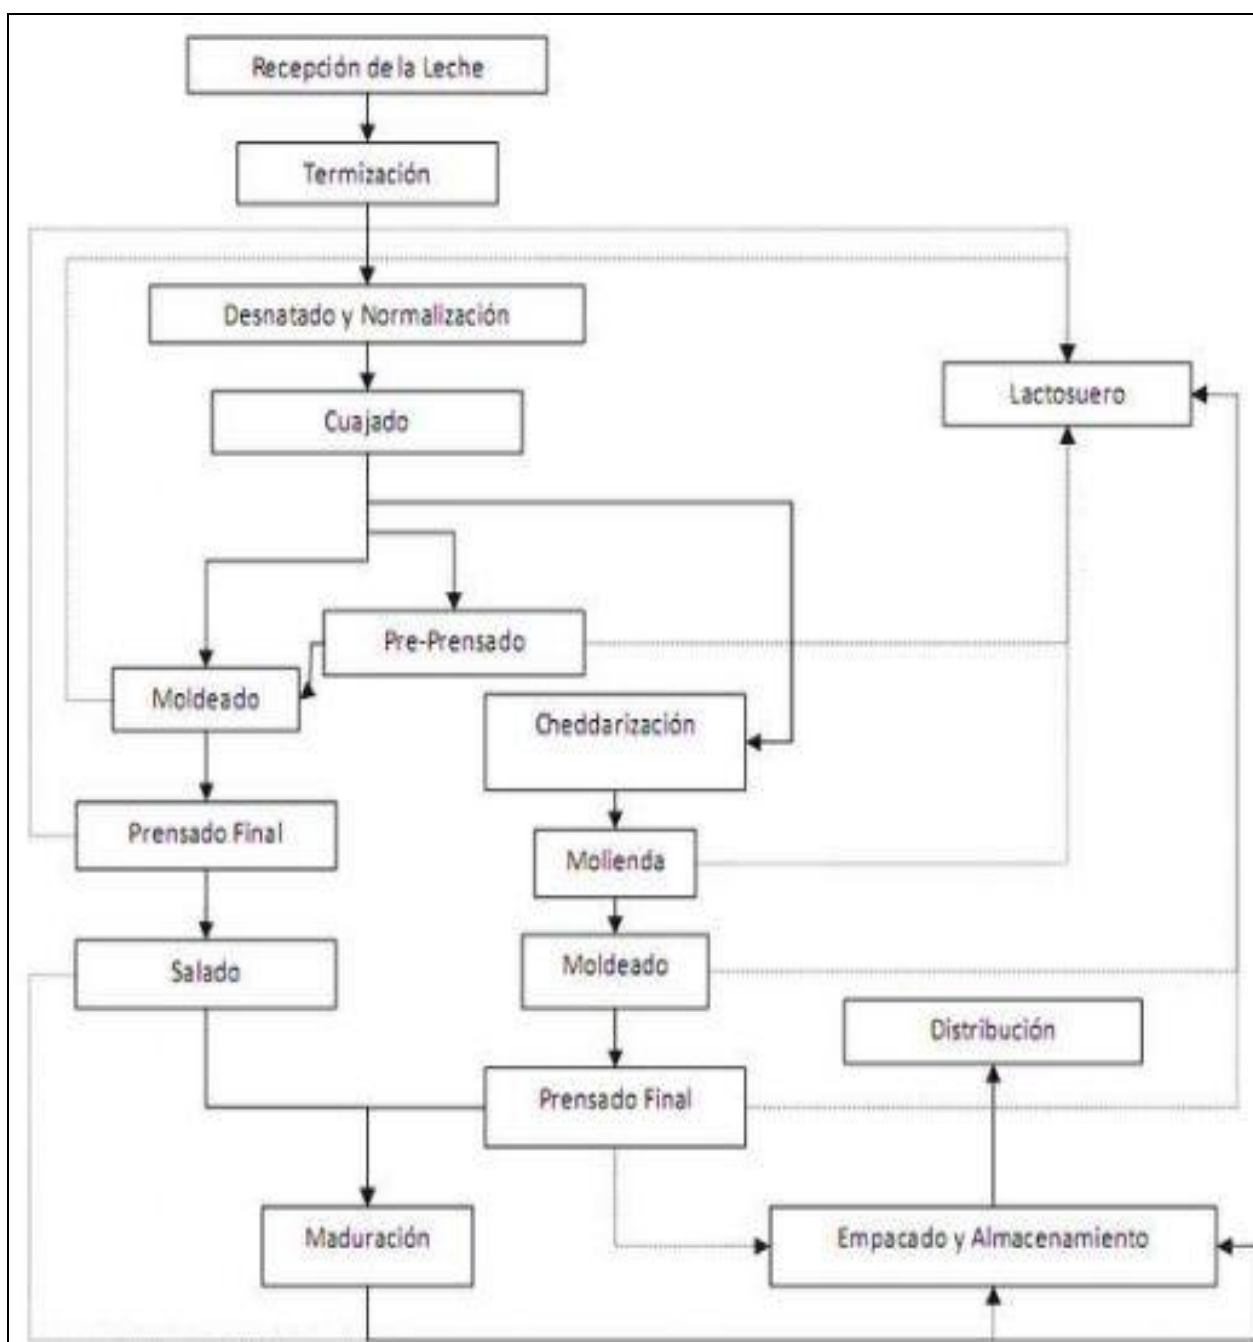 Recepción de la Leche
Termización
Desnatado y Normalización
Lactosuero
Cuajado
Pre-Prensado
Moldeado
Cheddarización
Prensado Final
Molienda
Salado
Moldeado
Distribución
Prensado Final
Maduración
Empacado y Almacenamiento